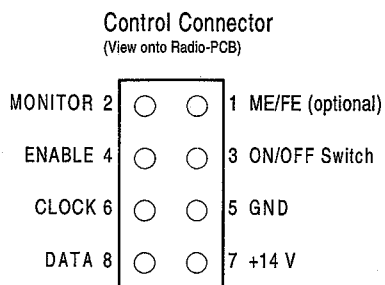 Control Connector
(View onto Radio-PCB)
MONITOR 2 1 ME/FE (optional)
ENABLE 4 3 ON/OFF Switch
CLOCK 6 5 GND
DATA 8 7 +14 V